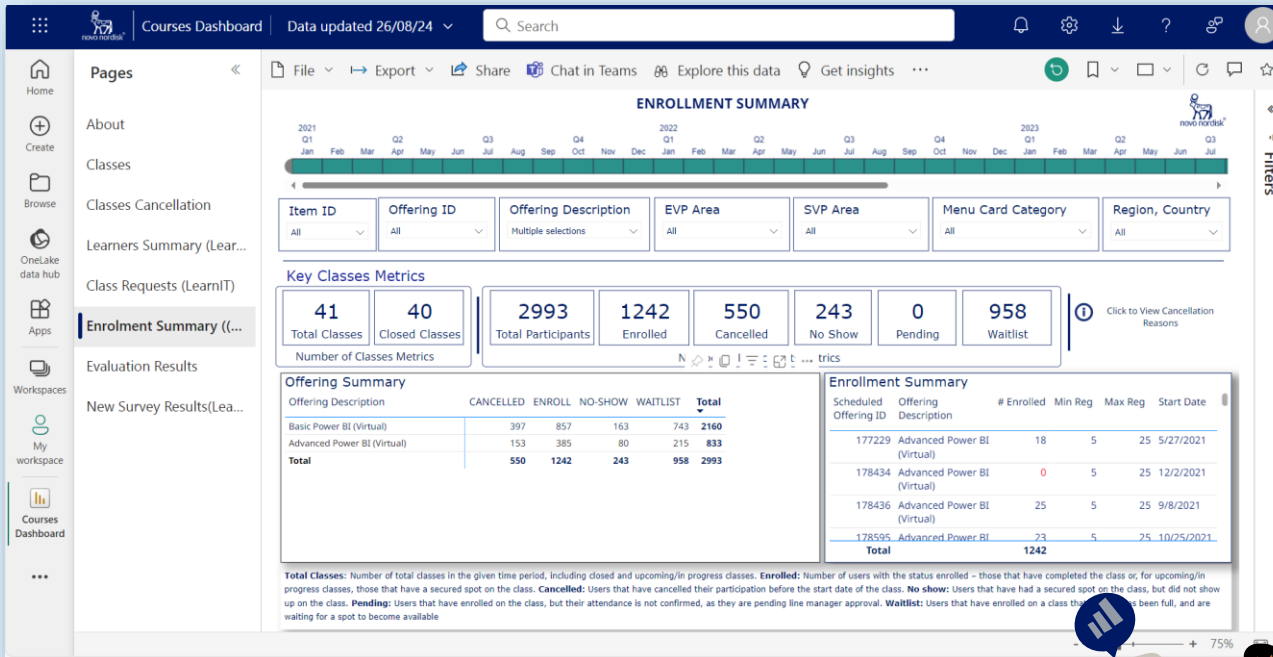 novo nordisk
Courses Dashboard
Data updated 26/08/24
Search
Home
Create
Browse
OneLake
data hub
Apps
Workspaces
My
workspace
Courses
Dashboard
Pages
About
Classes
Classes Cancellation
Learners Summary (Lear...
Class Requests (LearnIT)
Enrolment Summary ((...
Evaluation Results
New Survey Results(Lea...
File Export Share Chat in Teams Explore this data Get insights ...
ENROLLMENT SUMMARY
novo nordisk
Filters
2021 2022 2023
Q1 Q2 Q3 Q4 Q1 Q2 Q3 Q4 Q1 Q2 Q3
Jan Feb Mar Apr May Jun Jul Aug Sep Oct Nov Dec Jan Feb Mar Apr May Jun Jul Aug Sep Oct Nov Dec Jan Feb Mar Apr May Jun Jul
Item ID Offering ID Offering Description EVP Area SVP Area Menu Card Category Region, Country
All All Multiple selections All All All All
Key Classes Metrics
41 40 2993 1242 550 243 0 958
Total Classes Closed Classes Total Participants Enrolled Cancelled No Show Pending Waitlist
Click to View Cancellation
Reasons
Number of Classes Metrics
Offering Summary
Offering Description CANCELLED ENROLL NO-SHOW WAITLIST Total
Basic Power BI (Virtual) 397 857 163 743 2160
Advanced Power BI (Virtual) 153 385 80 215 833
Total 550 1242 243 958 2993
Enrollment Summary
Scheduled Offering # Enrolled Min Reg Max Reg Start Date
Offering ID Description
177229 Advanced Power BI 18 5 25 5/27/2021
(Virtual)
178434 Advanced Power BI 0 5 25 12/2/2021
(Virtual)
178436 Advanced Power BI 25 5 25 9/8/2021
(Virtual)
178595 Advanced Power BI 23 5 25 10/25/2021
Total 1242
Total Classes: Number of total classes in the given time period, including closed and upcoming/in progress classes. Enrolled: Number of users with the status enrolled – those that have completed the class or, for upcoming/in
progress classes, those that have a secured spot on the class. Cancelled: Users that have cancelled their participation before the start date of the class. No show: Users that have had a secured spot on the class, but did not show
up on the class. Pending: Users that have enrolled on the class, but their attendance is not confirmed, as they are pending line manager approval. Waitlist: Users that have enrolled on a class that been full, and are
waiting for a spot to become available
75%